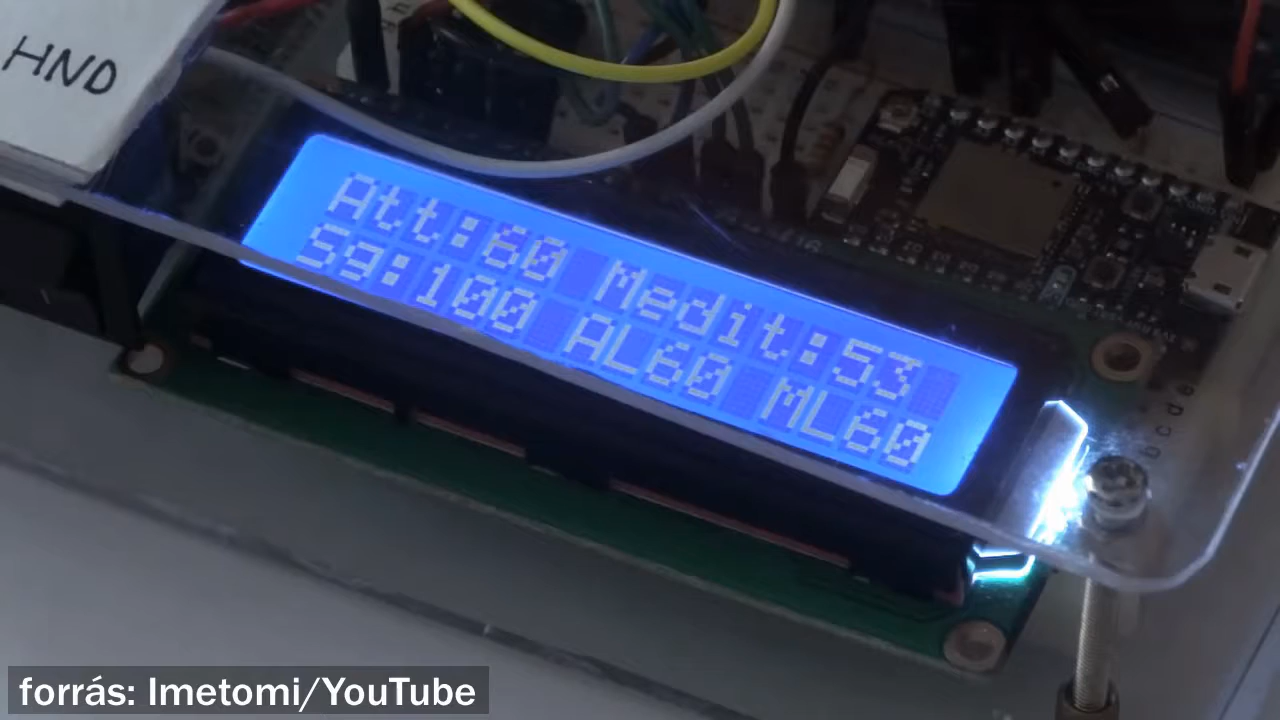 HND
Att:60 Medit:53
Sg:100 AL60 ML60
b c d e
forrás: Imetomi/YouTube